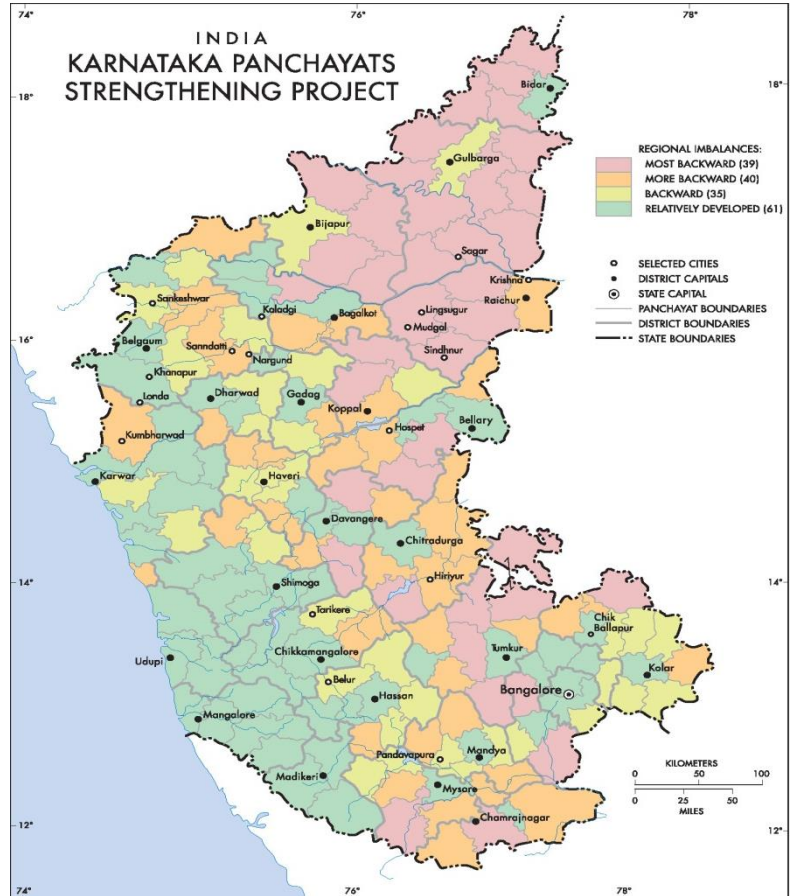 74°
76°
78°
INDIA
KARNATAKA PANCHAYATS
STRENGTHENING PROJECT
18°
18°
Bidar
Gulbarga
REGIONAL IMBALANCES:
MOST BACKWARD (39)
MORE BACKWARD (40)
BACKWARD (35)
RELATIVELY DEVELOPED (61)
Bijapur
Sagar
SELECTED CITIES
DISTRICT CAPITALS
STATE CAPITAL
PANCHAYAT BOUNDARIES
DISTRICT BOUNDARIES
STATE BOUNDARIES
Krishna
Raichur
Sankeshwar
Kaladgi
Bagalkot
Lingsugur
Mudgal
16°
16°
Belgaum
Sanndatti
Nargund
Sindhnur
Khanapur
Londa
Dharwad
Gadag
Koppal
Kumbharwad
Hospet
Bellary
Karwar
Haveri
Davangere
Chitradurga
14°
14°
Shimoga
Hiriyur
Tarikere
Chik
Ballapur
Udupi
Chikkamangalore
Tumkur
Kolar
Belur
Hassan
Bangalore
Mangalore
Pandavapura
Mandya
Madikeri
Mysore
Chamrajnagar
KILOMETERS
0 50 100
0 25 50
MILES
12°
12°
74°
76°
78°